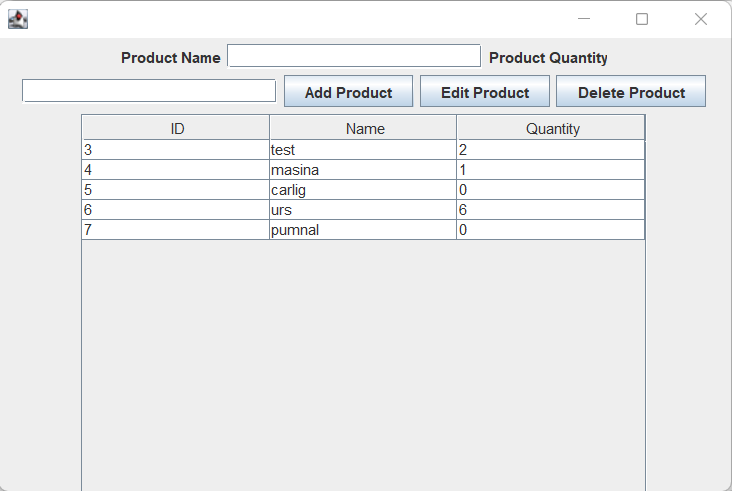 Product Name Product Quantity
Add Product Edit Product Delete Product
ID Name Quantity
3 test 2
4 masina 1
5 carlig 0
6 urs 6
7 pumnal 0